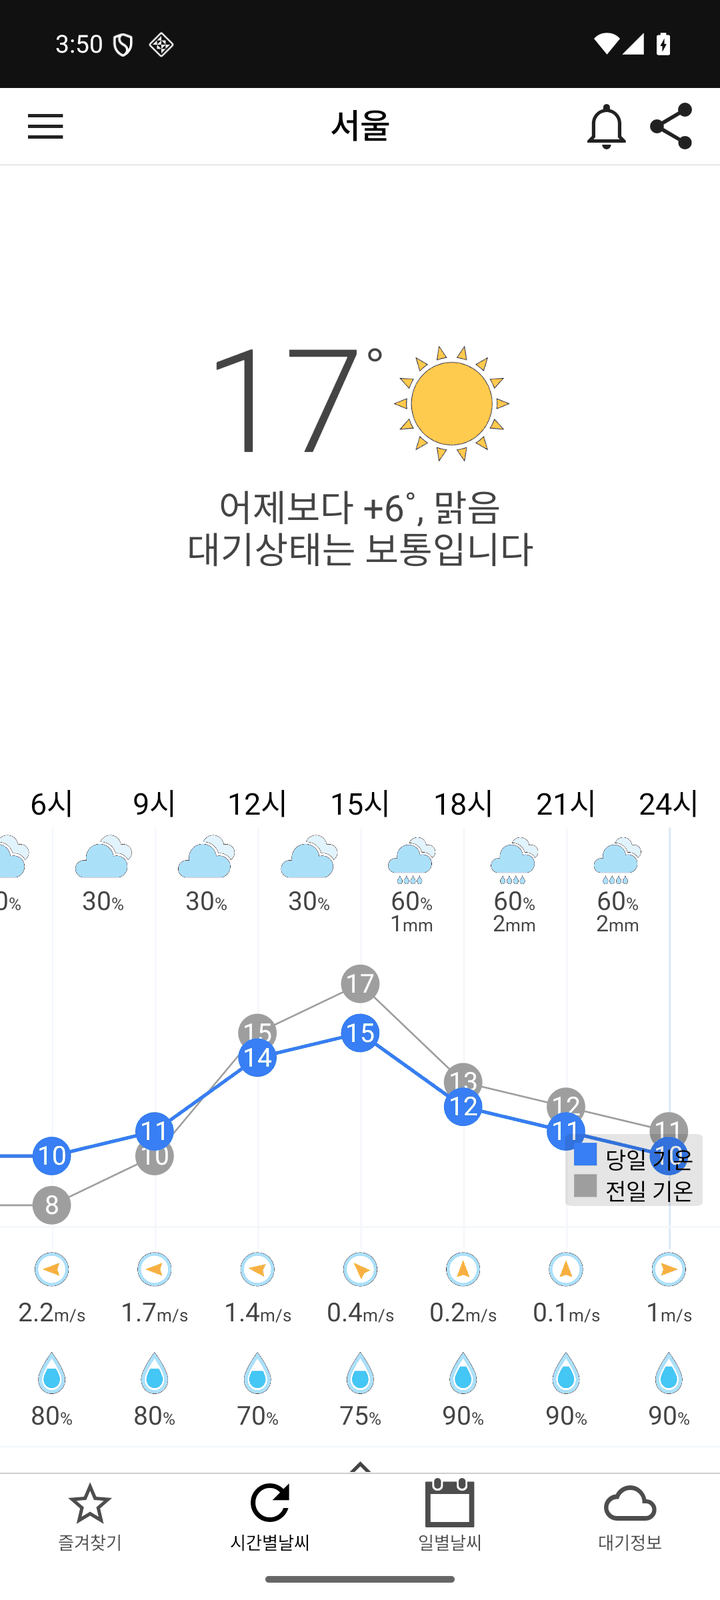 3:50
서울
17°
어제보다 +6°, 맑음
대기상태는 보통입니다
6시 9시 12시 15시 18시 21시 24시
0% 30% 30% 30% 60% 60% 60%
1mm 2mm 2mm
17
15 15
14
13
12 12
11 11 11
10 10 10
8
당일 기온
전일 기온
2.2m/s 1.7m/s 1.4m/s 0.4m/s 0.2m/s 0.1m/s 1m/s
80% 80% 70% 75% 90% 90% 90%
즐겨찾기 시간별날씨 일별날씨 대기정보